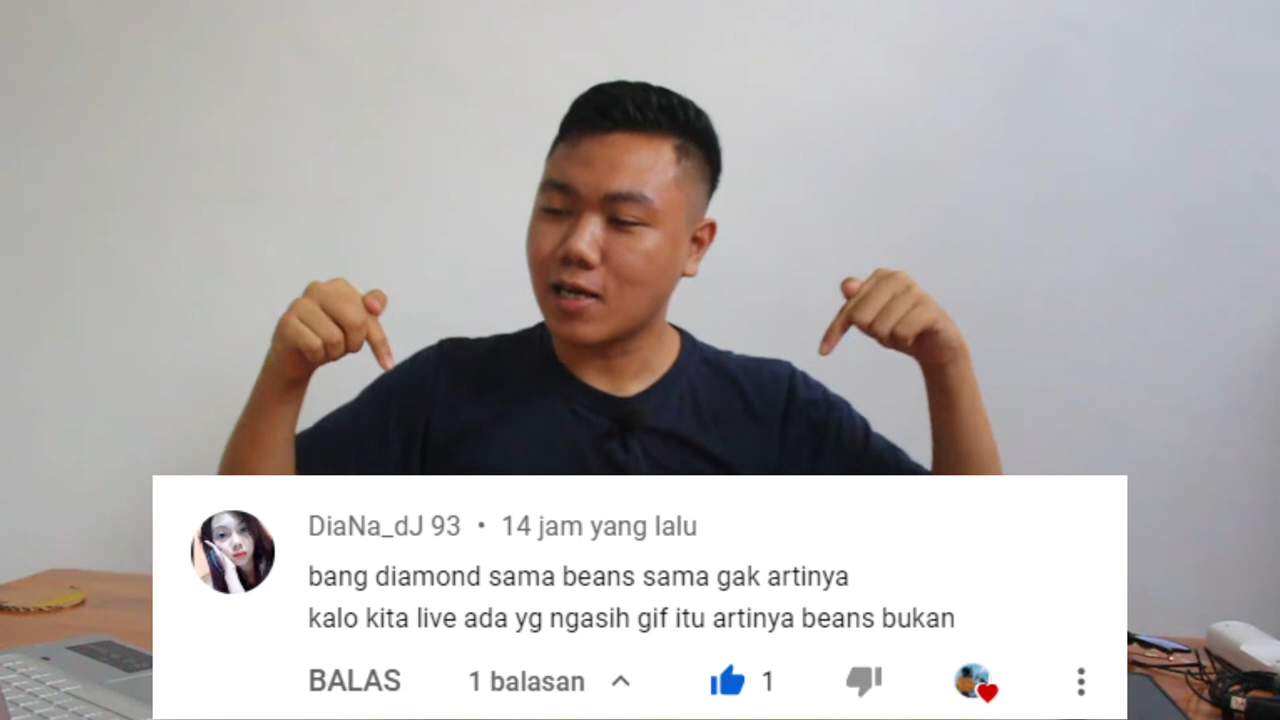 DiaNa_dJ 93 • 14 jam yang lalu
bang diamond sama beans sama gak artinya
kalo kita live ada yg ngasih gif itu artinya beans bukan
BALAS 1 balasan 1